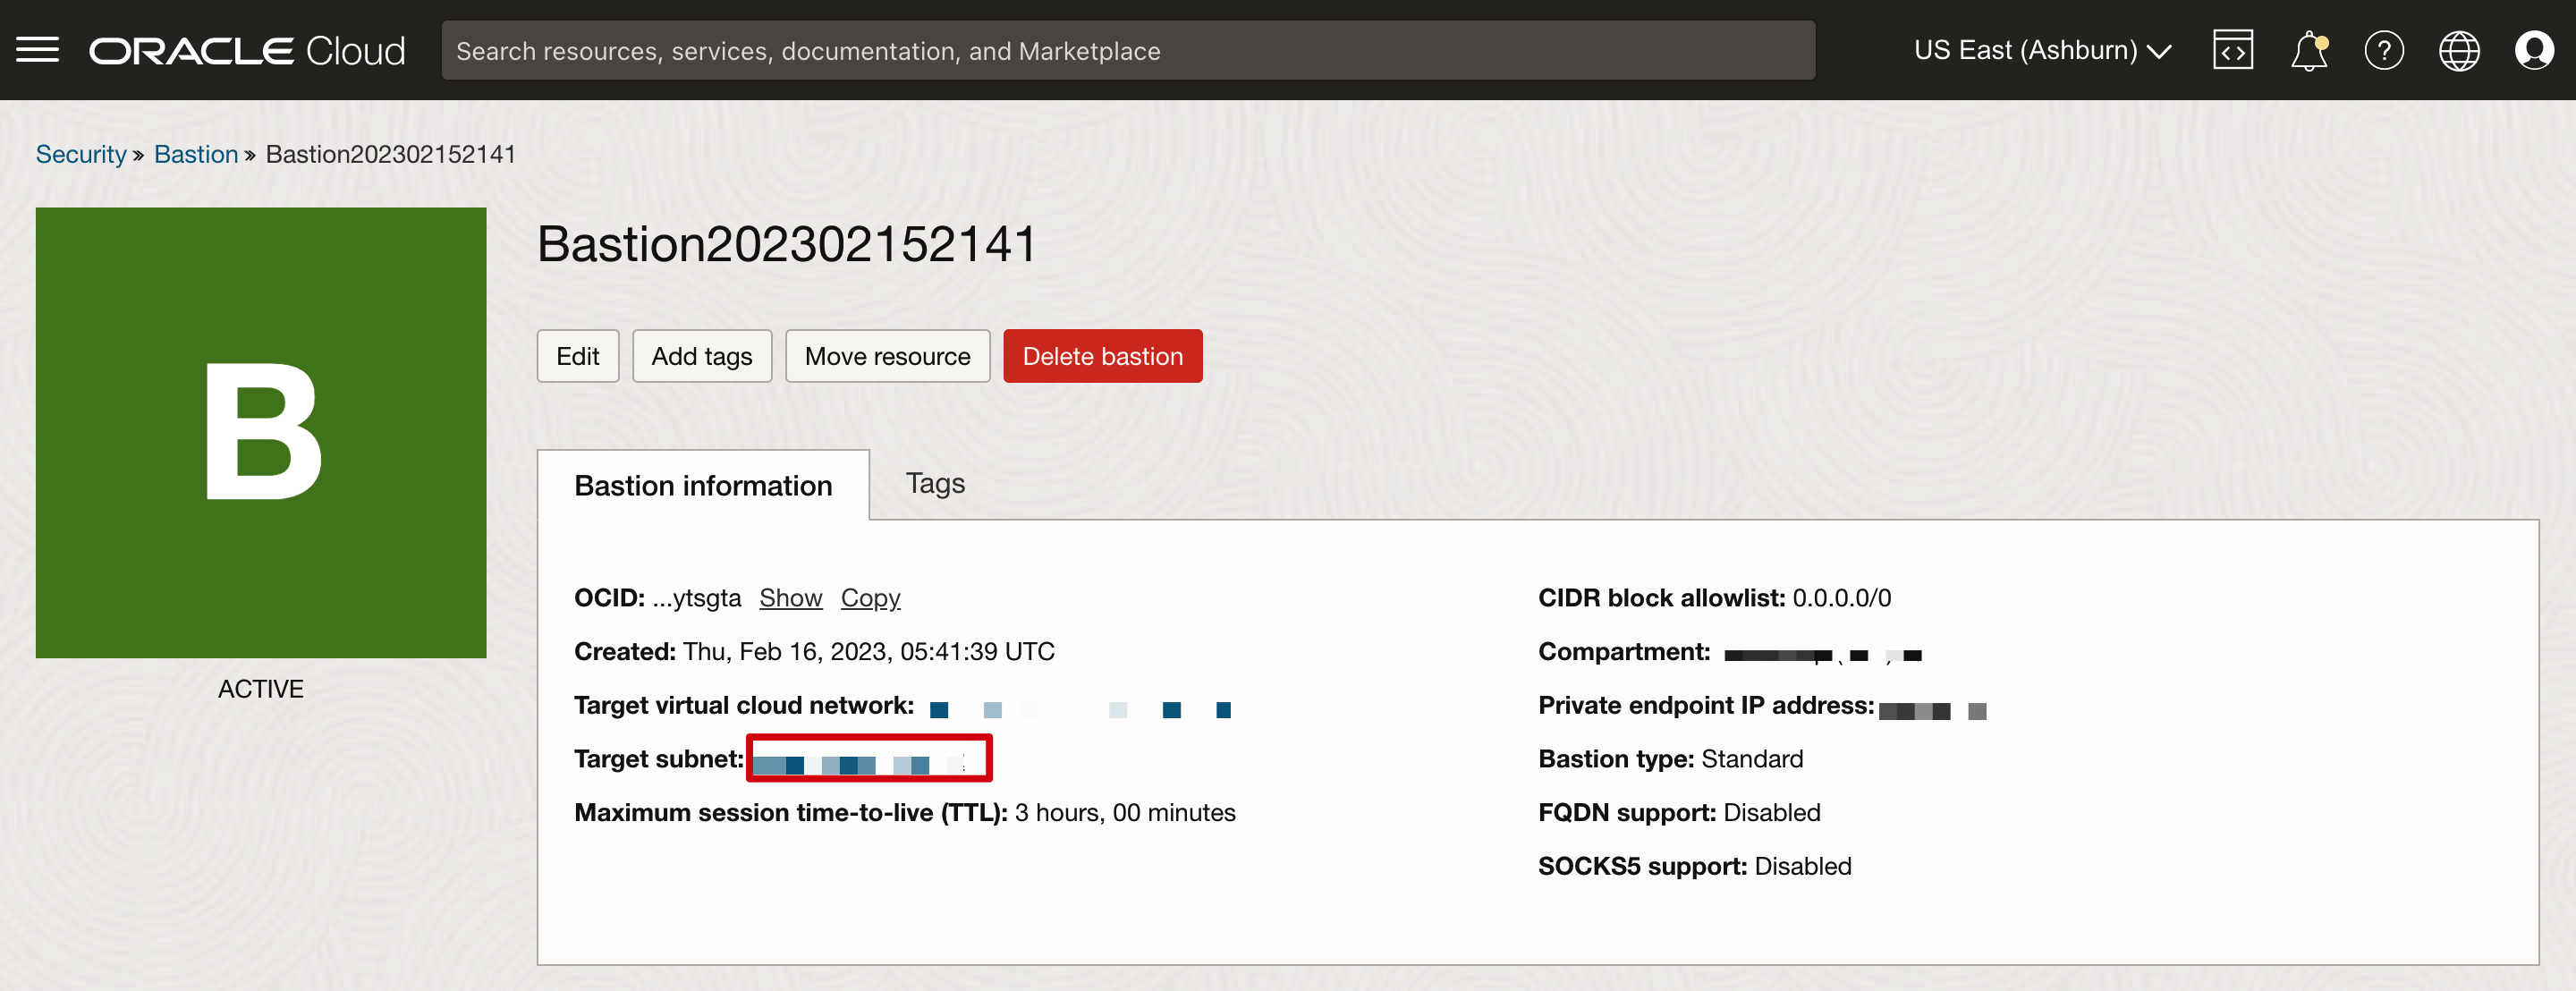 ORACLE Cloud
Search resources, services, documentation, and Marketplace
US East (Ashburn)
Security » Bastion » Bastion202302152141
B
ACTIVE
Bastion202302152141
Edit
Add tags
Move resource
Delete bastion
Bastion information
Tags
OCID: ...ytsgta Show Copy
Created: Thu, Feb 16, 2023, 05:41:39 UTC
Target virtual cloud network:
Target subnet:
Maximum session time-to-live (TTL): 3 hours, 00 minutes
CIDR block allowlist: 0.0.0.0/0
Compartment:
Private endpoint IP address:
Bastion type: Standard
FQDN support: Disabled
SOCKS5 support: Disabled